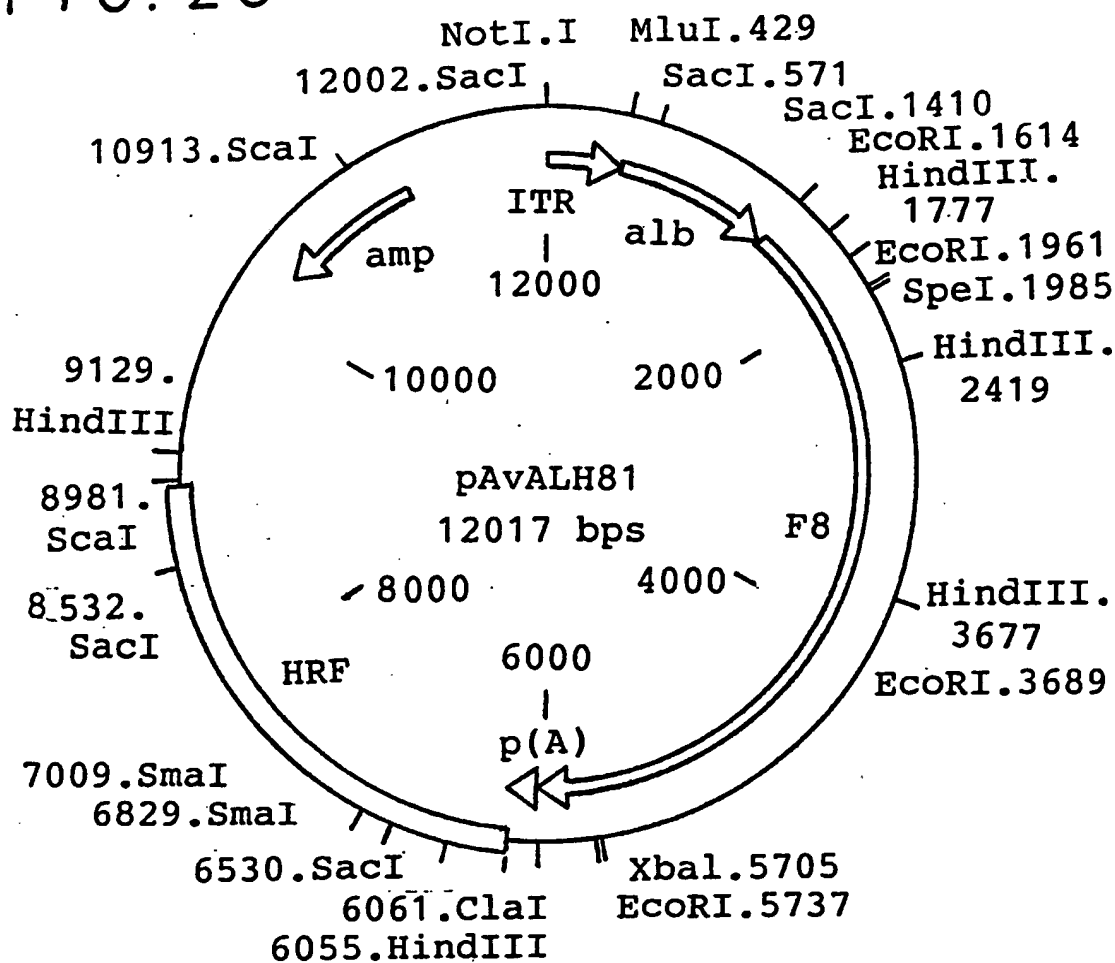 FIG. 26
NotI.I
MluI.429
12002.SacI
SacI.571
SacI.1410
10913.ScaI
EcoRI.1614
HindIII.
1777
ITR
alb
amp
EcoRI.1961
12000
SpeI.1985
HindIII.
2419
9129.
HindIII
10000
2000
pAvALH81
12017 bps
8981.
ScaI
F8
8000
4000
8532.
SacI
HindIII.
3677
HRF
6000
EcoRI.3689
p(A)
7009.SmaI
6829.SmaI
6530.SacI
Xbal.5705
6061.ClaI
EcoRI.5737
6055.HindIII